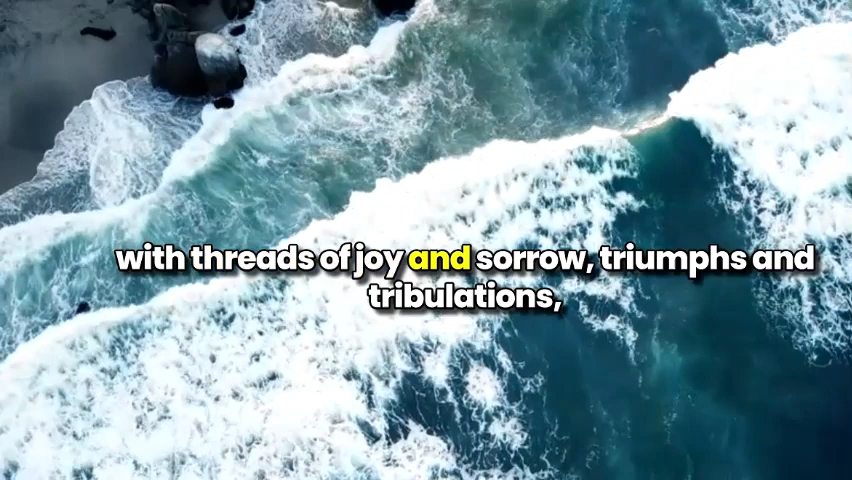 with threads of joy and sorrow, triumphs and
tribulations,